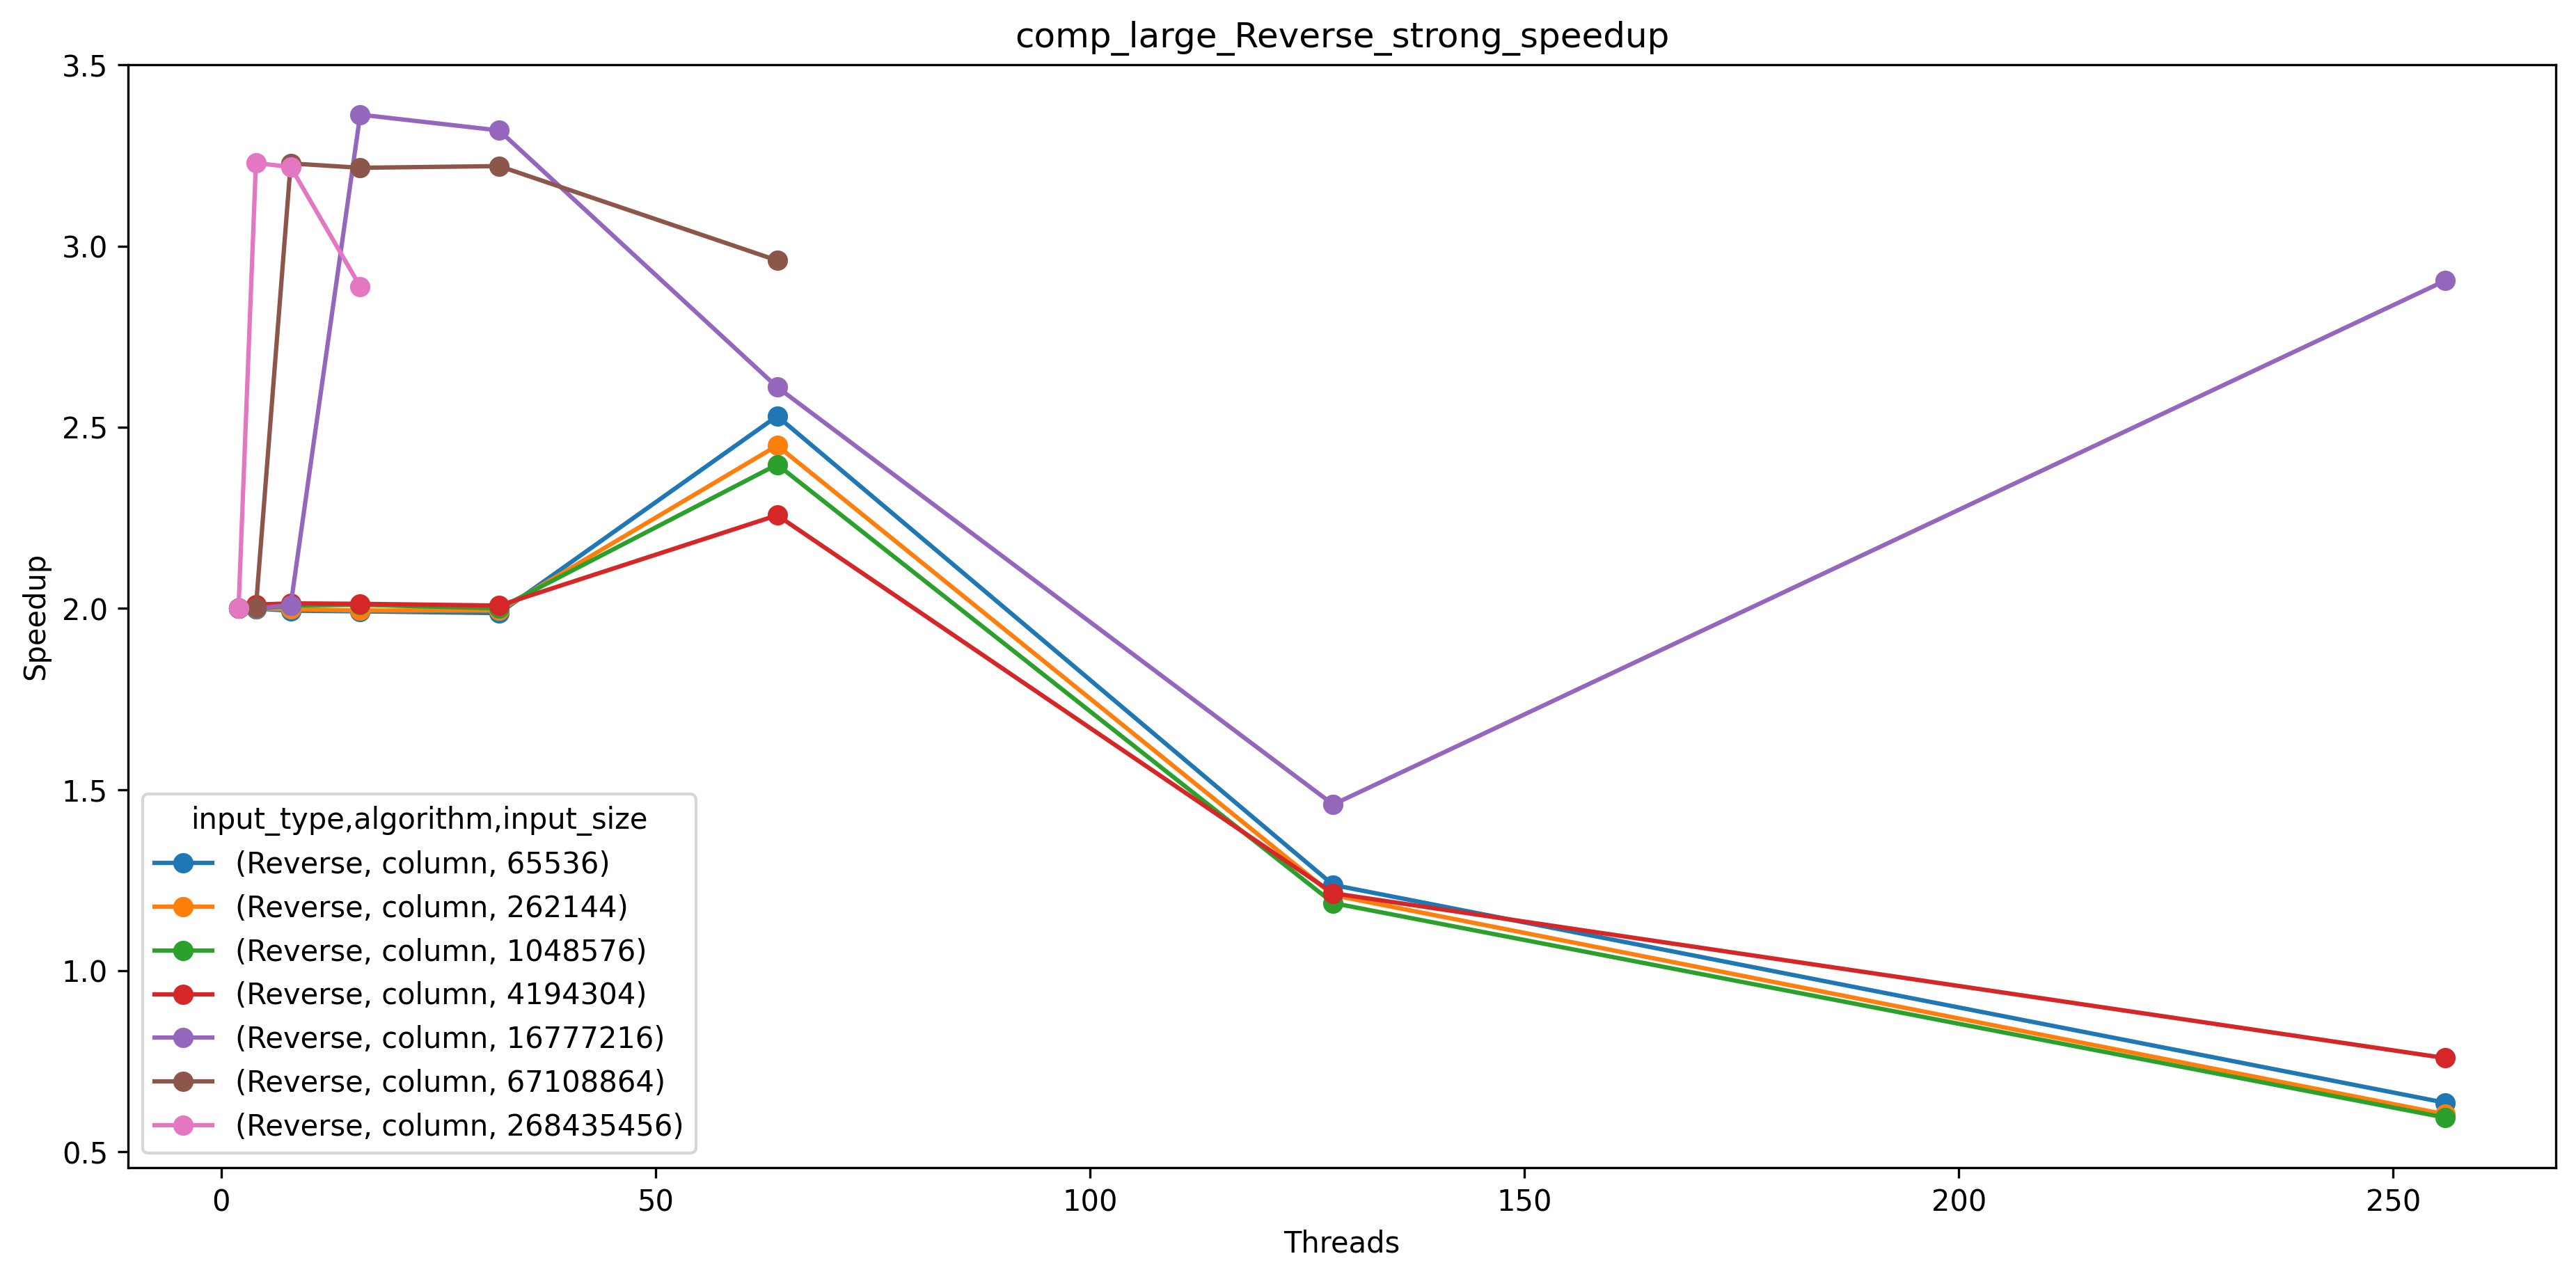 comp_large_Reverse_strong_speedup
3.5
3.0
2.5
2.0
1.5
1.0
0.5
Speedup
input_type,algorithm,input_size
(Reverse, column, 65536)
(Reverse, column, 262144)
(Reverse, column, 1048576)
(Reverse, column, 4194304)
(Reverse, column, 16777216)
(Reverse, column, 67108864)
(Reverse, column, 268435456)
0 50 100 150 200 250
Threads